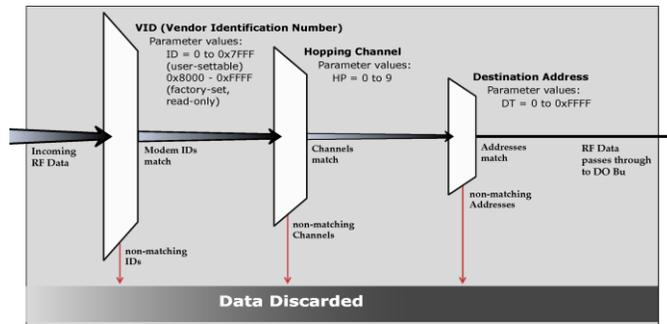 VID (Vendor Identification Number)
Parameter values:
ID = 0 to 0x7FFF
(user-settable)
0x8000 - 0xFFFF
(factory-set,
read-only)
Hopping Channel
Parameter values:
HP = 0 to 9
Destination Address
Parameter values:
DT = 0 to 0xFFFF
Incoming
RF Data
Modem IDs
match
Channels
match
Addresses
match
RF Data
passes through
to DO Bu
non-matching
IDs
non-matching
Channels
non-matching
Addresses
Data Discarded